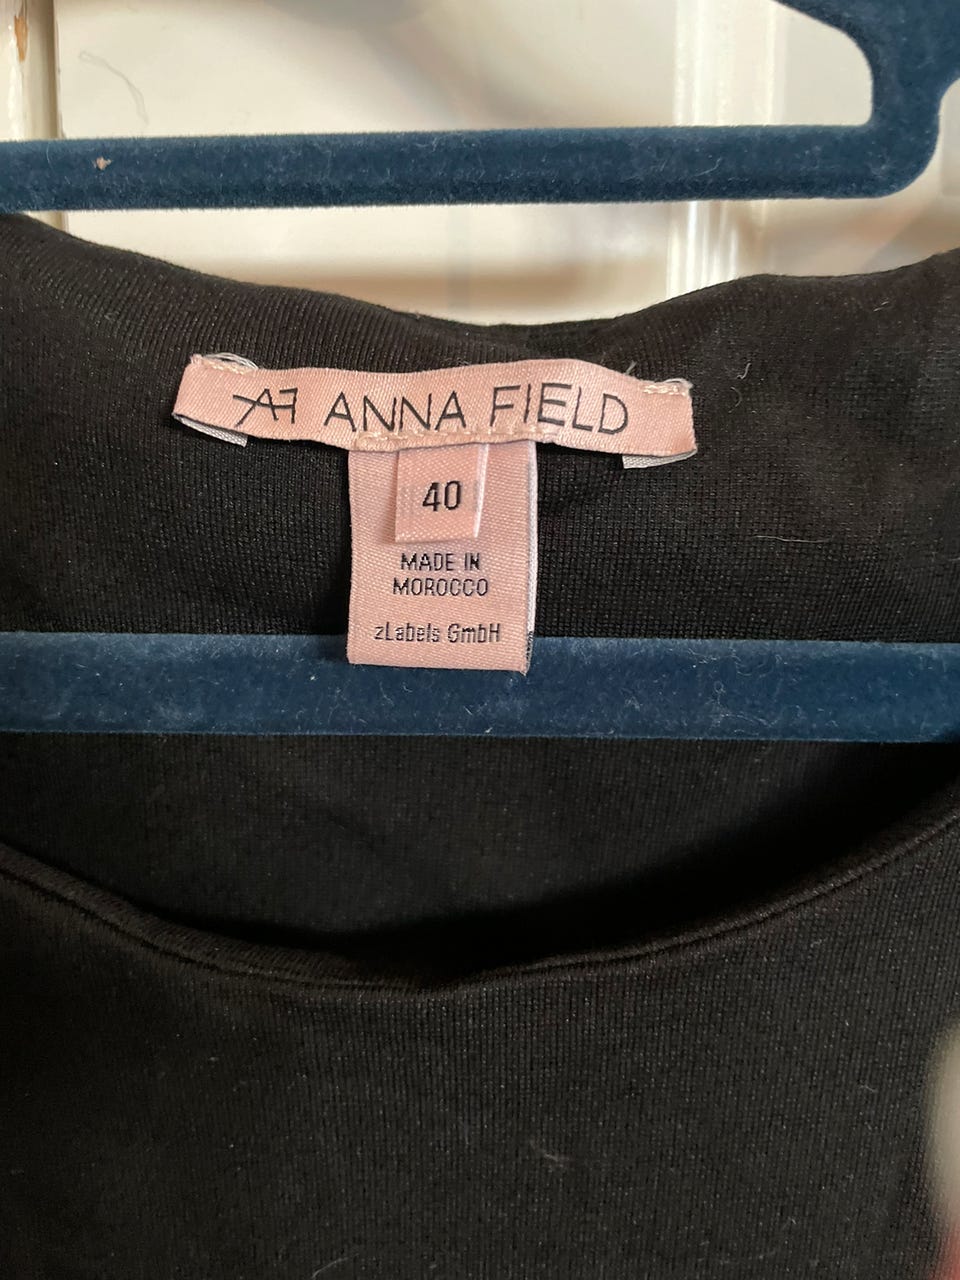 AF ANNA FIELD
40
MADE IN
MOROCCO
zLabels GmbH